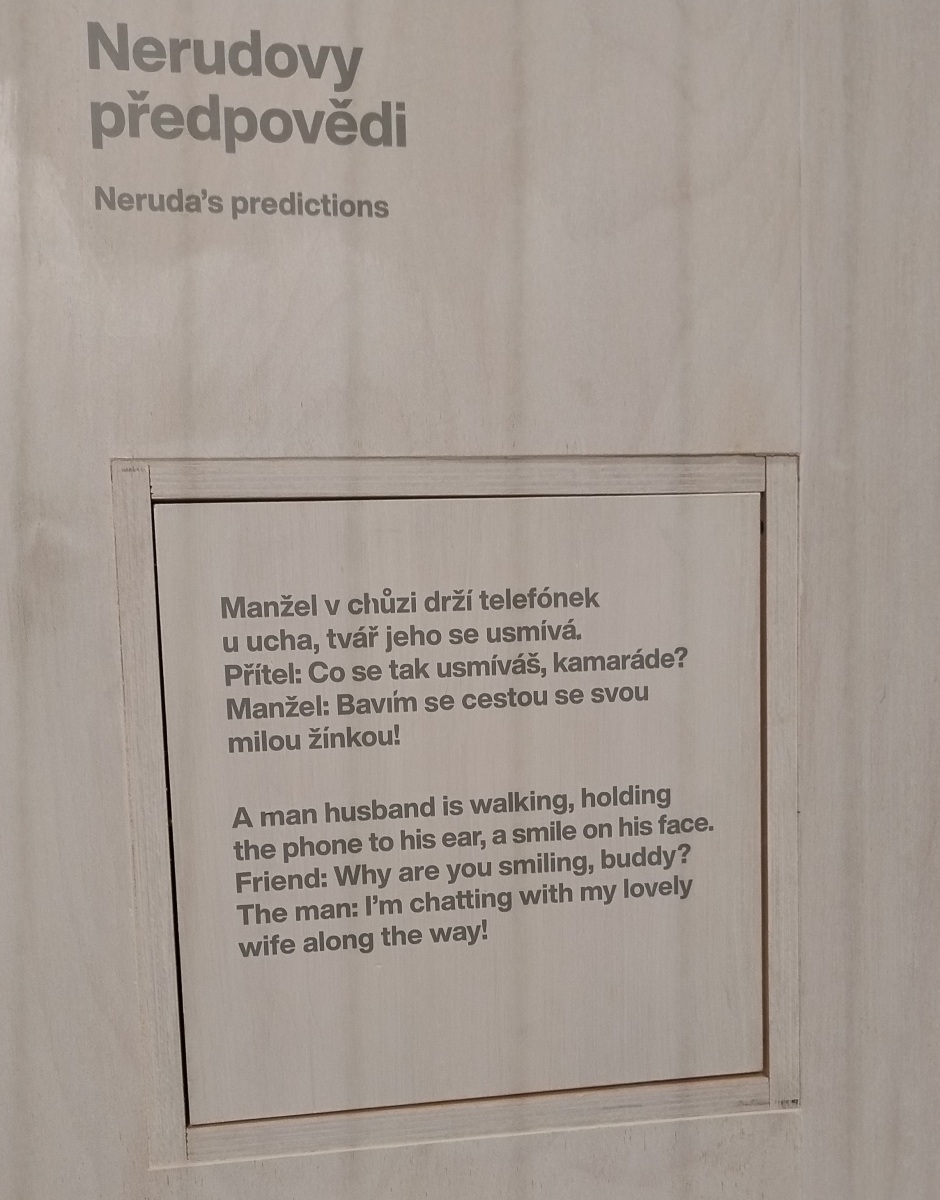 Nerudovy
předpovědi
Neruda's predictions
Manžel v chůzi drží telefónek
u ucha, tvář jeho se usmívá.
Přítel: Co se tak usmíváš, kamaráde?
Manžel: Bavím se cestou se svou
milou žínkou!
A man husband is walking, holding
the phone to his ear, a smile on his face.
Friend: Why are you smiling, buddy?
The man: I'm chatting with my lovely
wife along the way!